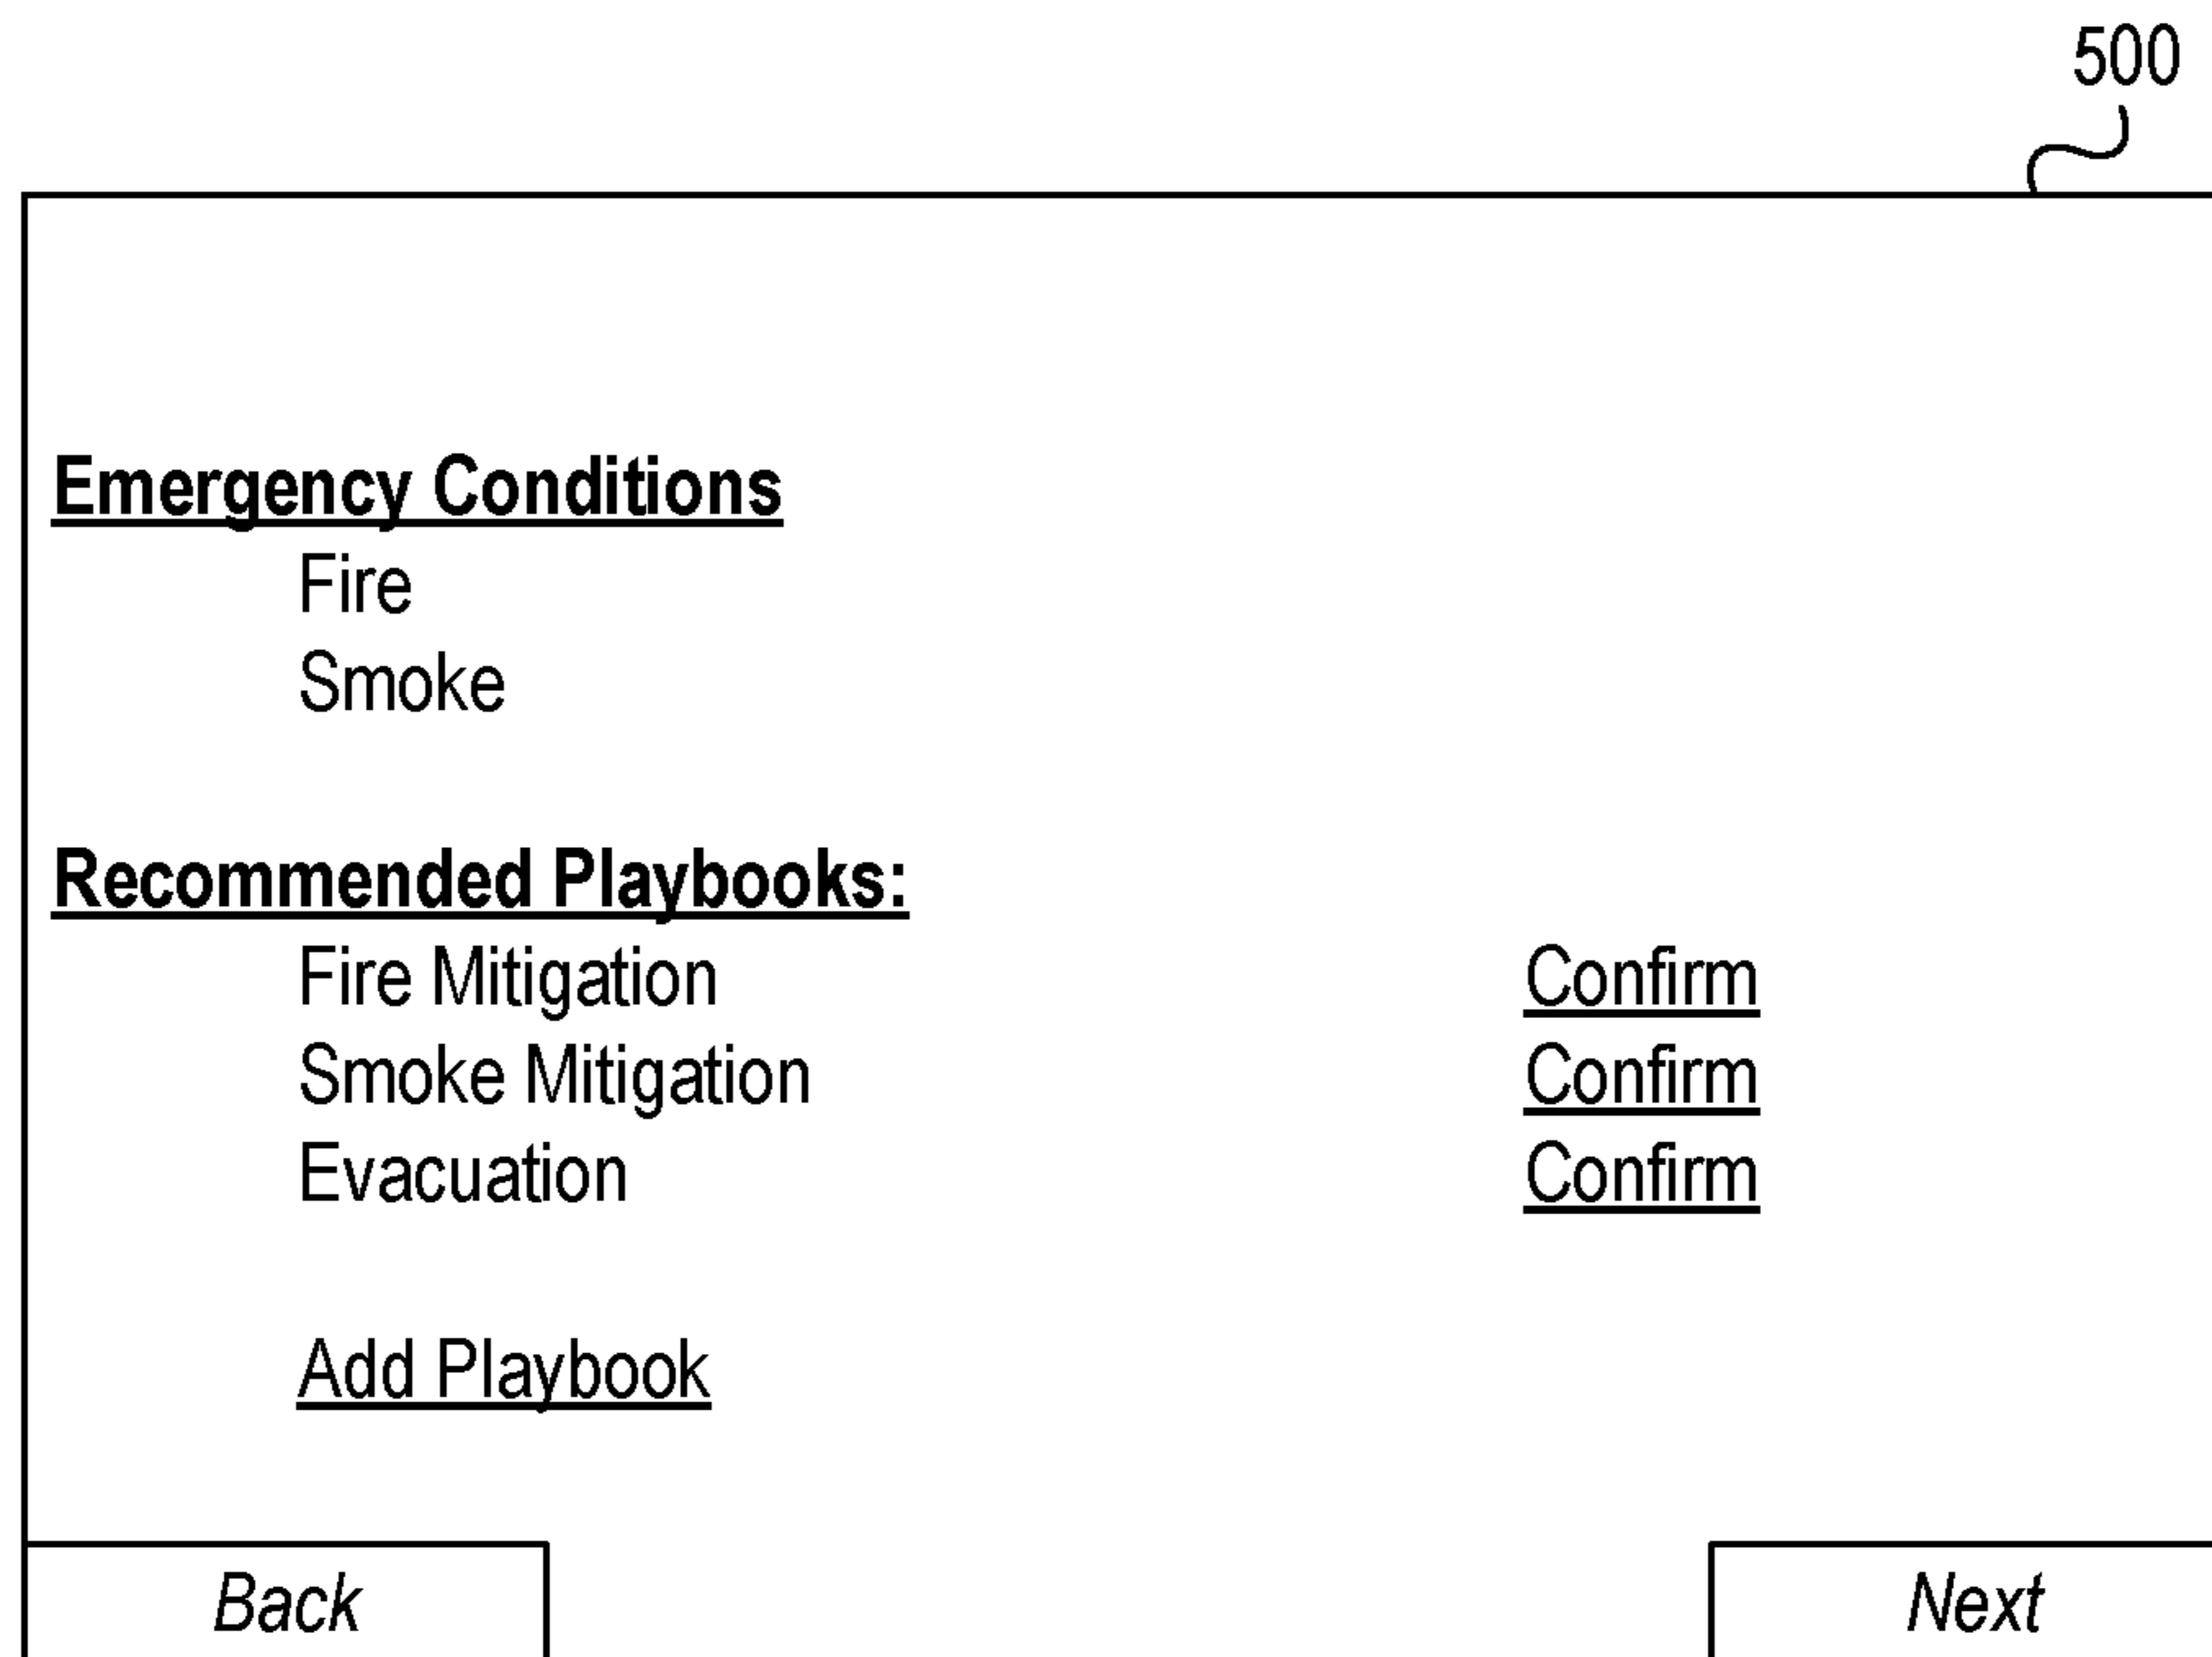 500
Emergency Conditions
Fire
Smoke
Recommended Playbooks:
Fire Mitigation Confirm
Smoke Mitigation Confirm
Evacuation Confirm
Add Playbook
Back Next